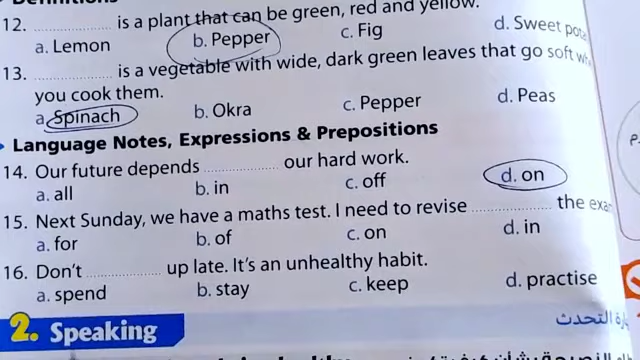 12. .................... is a plant that can be green, red and yellow.
a. Lemon b. Pepper c. Fig d. Sweet
13. .................... is a vegetable with wide, dark green leaves that go soft
you cook them.
a. Spinach b. Okra c. Pepper d. Peas
Language Notes, Expressions & Prepositions
14. Our future depends .................... our hard work.
a. all b. in c. off d. on
15. Next Sunday, we have a maths test. I need to revise .................... the
a. for b. of c. on d. in
16. Don't .................... up late. It's an unhealthy habit.
a. spend b. stay c. keep d. practise
2. Speaking
التحدث